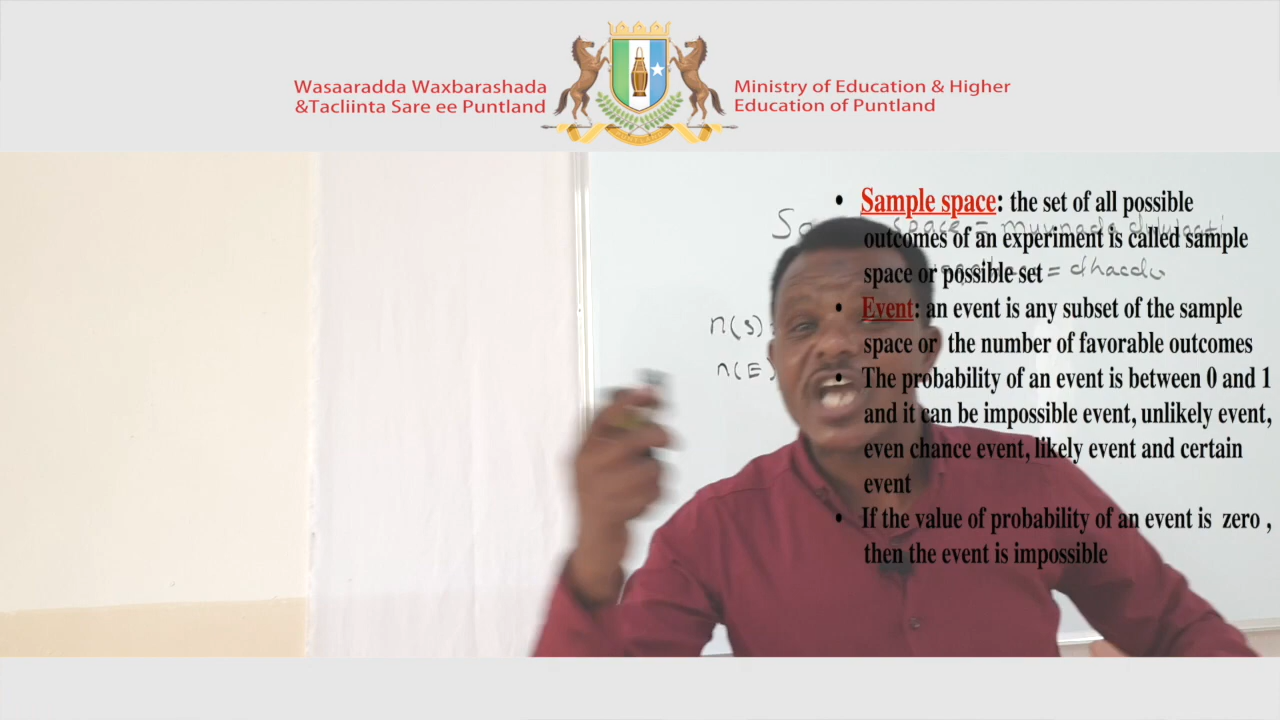 Wasaaradda Waxbarashada
&Tacliinta Sare ee Puntland
Ministry of Education & Higher
Education of Puntland
• Sample space: the set of all possible
outcomes of an experiment is called sample
space or possible set
• Event: an event is any subset of the sample
space or the number of favorable outcomes
• The probability of an event is between 0 and 1
and it can be impossible event, unlikely event,
even chance event, likely event and certain
event
• If the value of probability of an event is zero ,
then the event is impossible
space =
= dhacdo
n(S)
n(E)